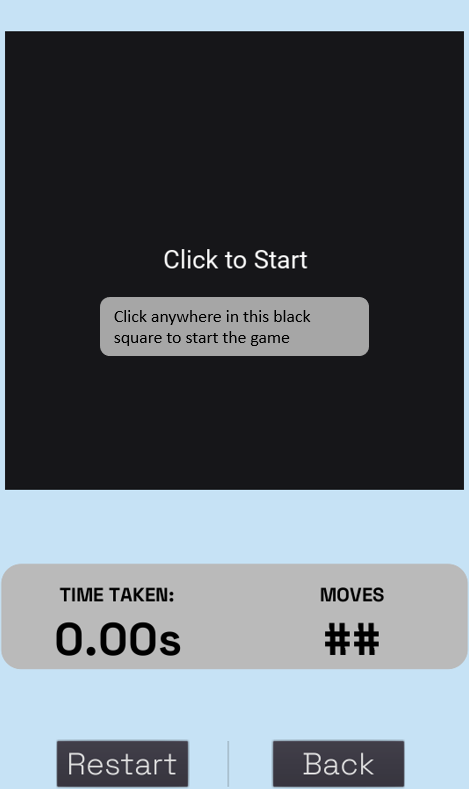 Click to Start
Click anywhere in this black
square to start the game
TIME TAKEN:
0.00s
MOVES
##
Restart
Back